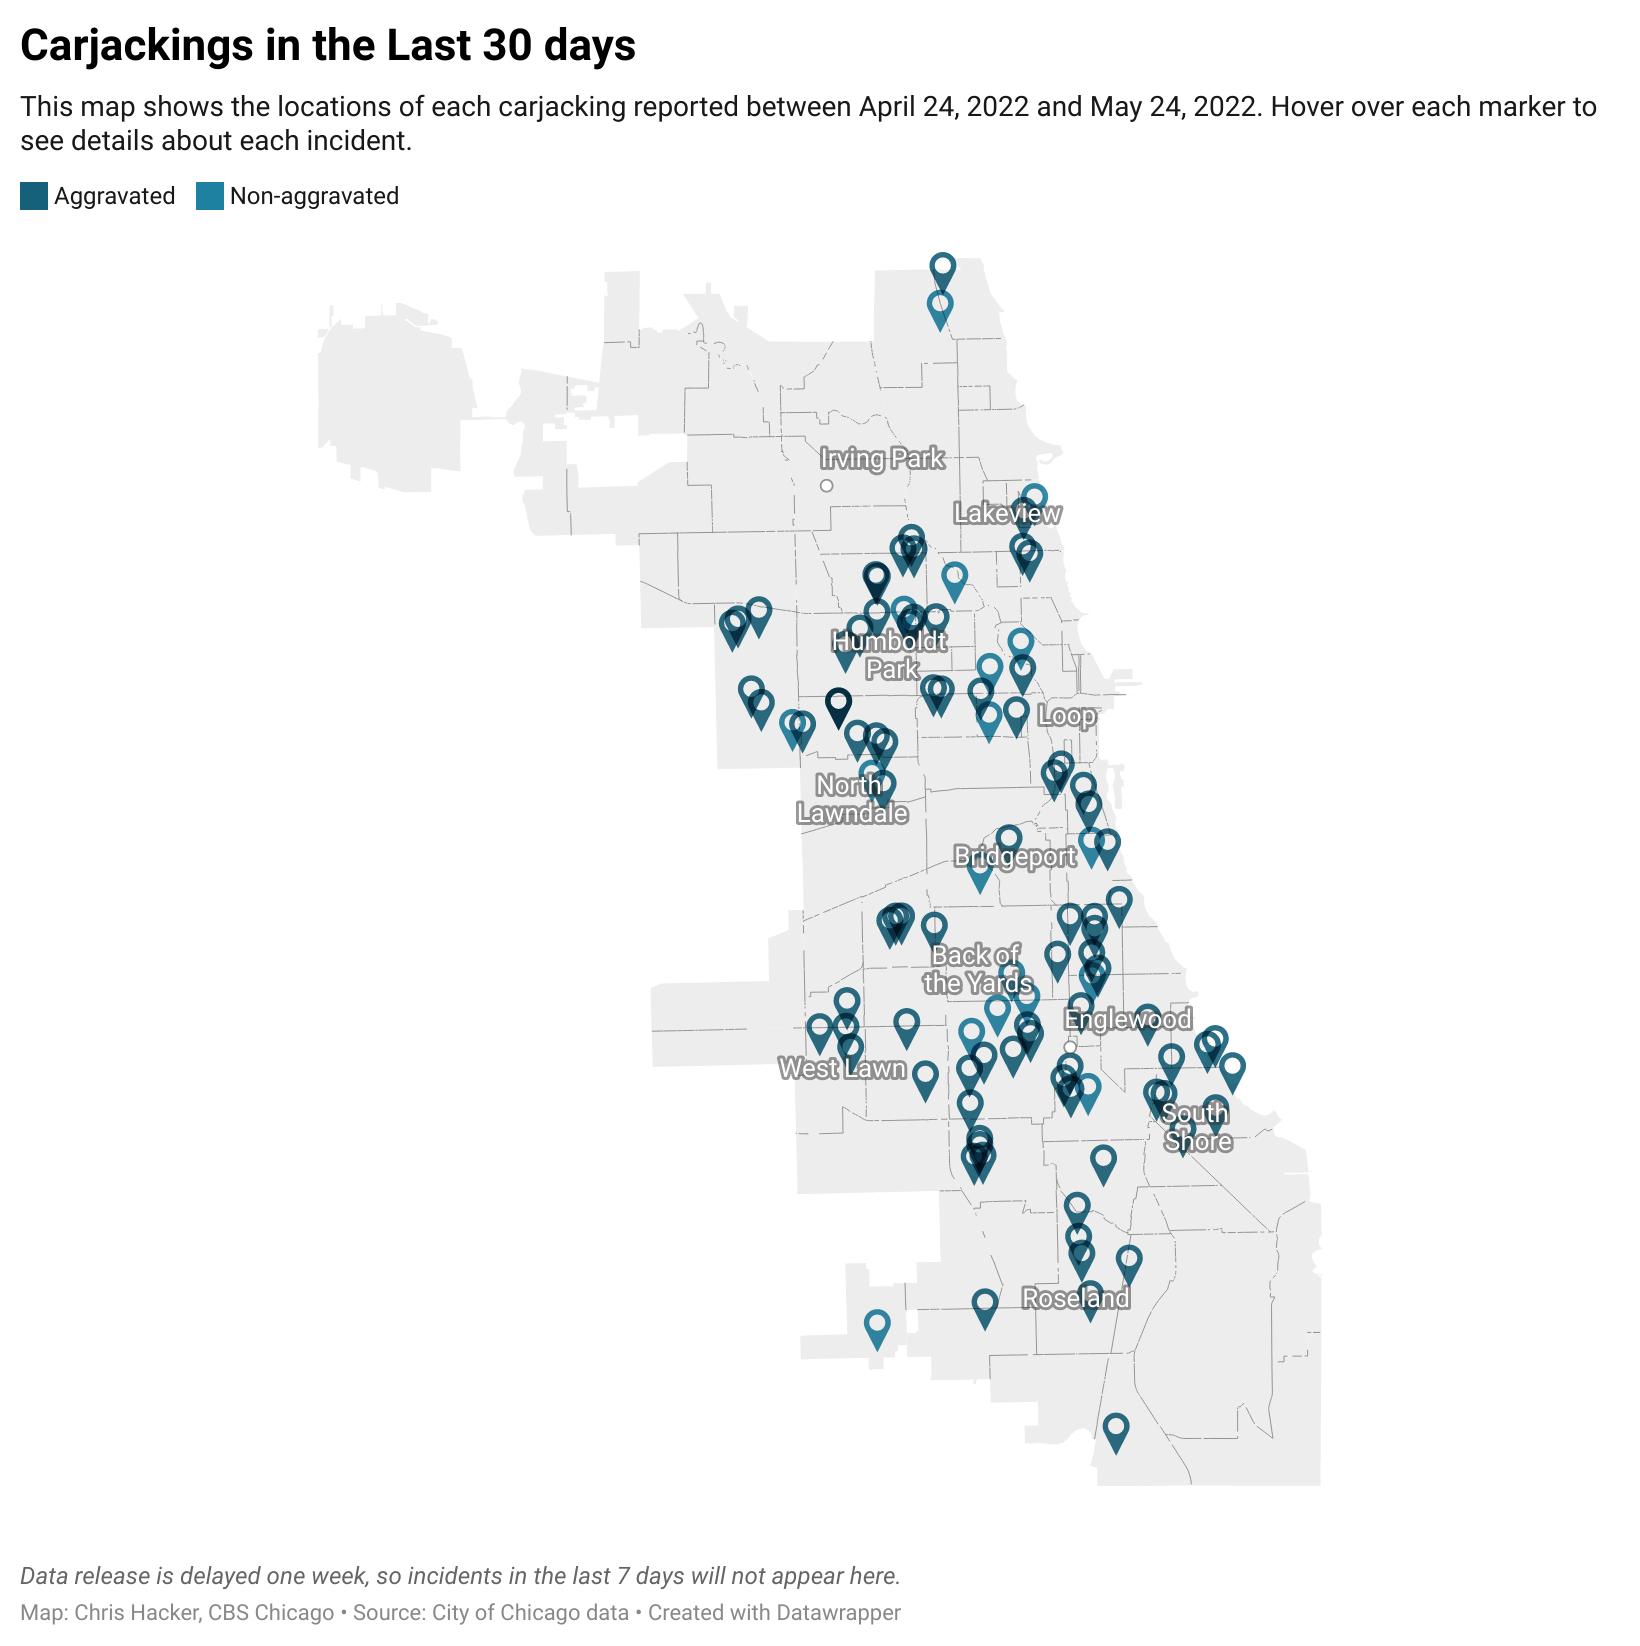 Carjackings in the Last 30 days
This map shows the locations of each carjacking reported between April 24, 2022 and May 24, 2022. Hover over each marker to
see details about each incident.
Aggravated Non-aggravated
Irving Park
Lakeview
Humboldt
Park
Loop
North
Lawndale
Bridgeport
Back of
the Yards
Englewood
West Lawn
South
Shore
Roseland
Data release is delayed one week, so incidents in the last 7 days will not appear here.
Map: Chris Hacker, CBS Chicago • Source: City of Chicago data • Created with Datawrapper